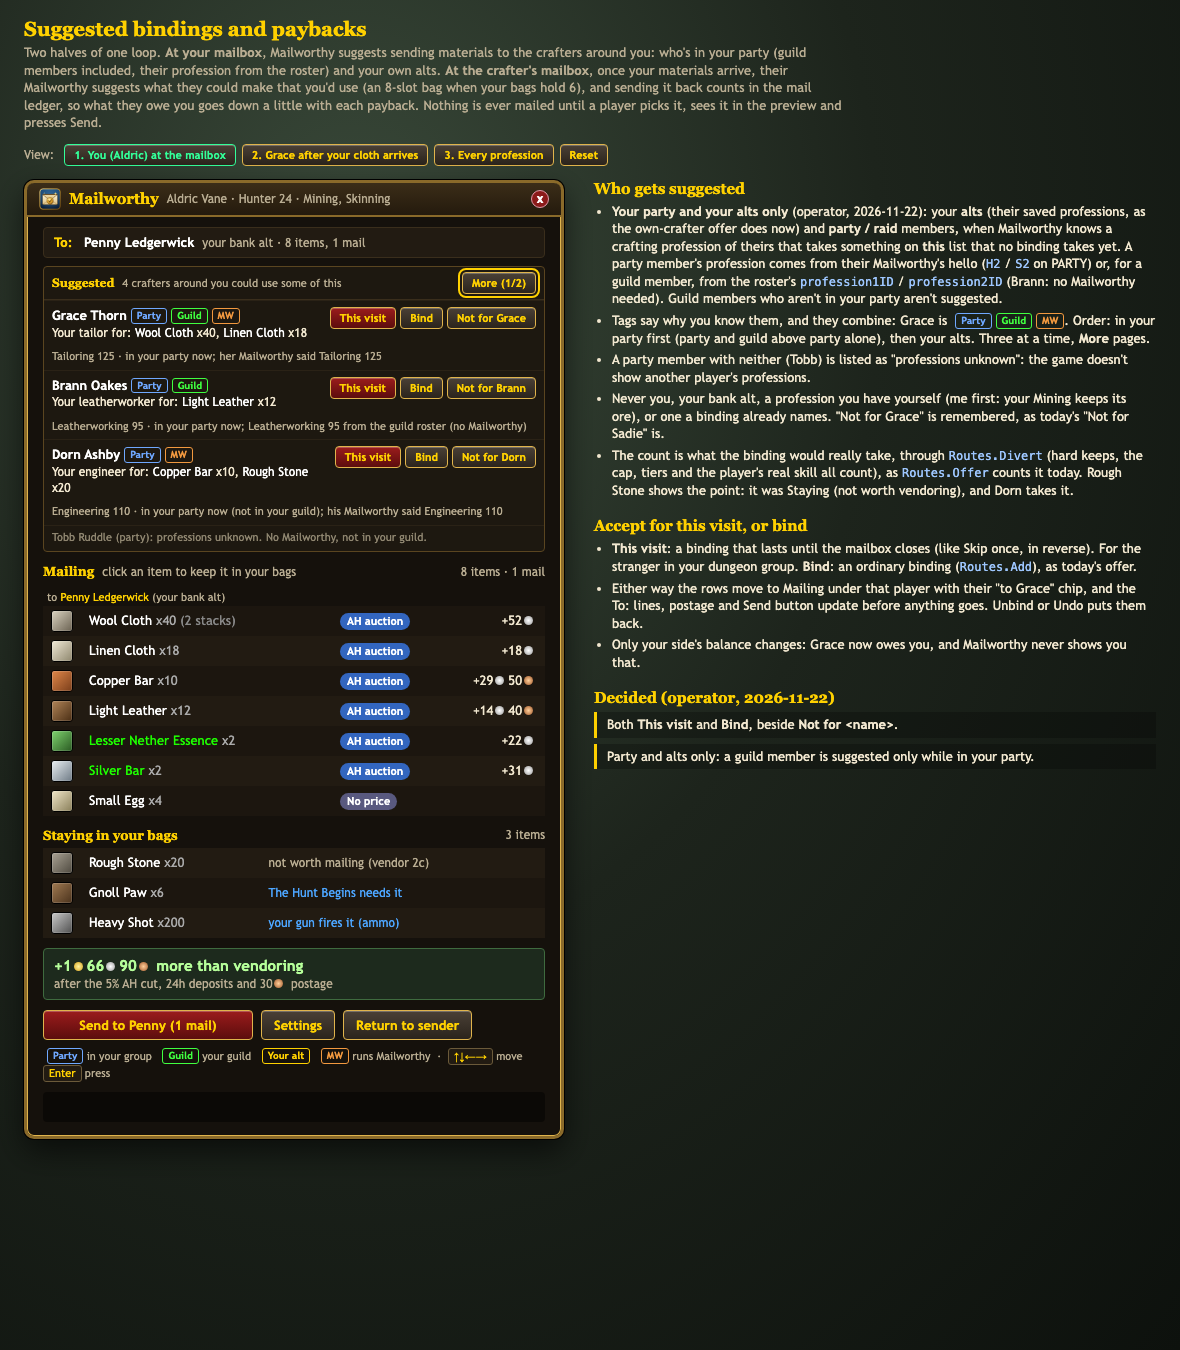 Suggested bindings and paybacks
Two halves of one loop. At your mailbox, Mailworthy suggests sending materials to the crafters around you: who's in your party (guild
members included, their profession from the roster) and your own alts. At the crafter's mailbox, once your materials arrive, their
Mailworthy suggests what they could make that you'd use (an 8-slot bag when your bags hold 6), and sending it back counts in the mail
ledger, so what they owe you goes down a little with each payback. Nothing is ever mailed until a player picks it, sees it in the preview and
presses Send.
View: 1. You (Aldric) at the mailbox 2. Grace after your cloth arrives 3. Every profession Reset
Mailworthy Aldric Vane · Hunter 24 · Mining, Skinning x
To: Penny Ledgerwick your bank alt · 8 items, 1 mail
Suggested 4 crafters around you could use some of this More (1/2)
Grace Thorn Party Guild MW This visit Bind Not for Grace
Your tailor for: Wool Cloth x40, Linen Cloth x18
Tailoring 125 · in your party now; her Mailworthy said Tailoring 125
Brann Oakes Party Guild This visit Bind Not for Brann
Your leatherworker for: Light Leather x12
Leatherworking 95 · in your party now; Leatherworking 95 from the guild roster (no Mailworthy)
Dorn Ashby Party MW This visit Bind Not for Dorn
Your engineer for: Copper Bar x10, Rough Stone
x20
Engineering 110 · in your party now (not in your guild); his Mailworthy said Engineering 110
Tobb Ruddle (party): professions unknown. No Mailworthy, not in your guild.
Mailing click an item to keep it in your bags 8 items · 1 mail
to Penny Ledgerwick (your bank alt)
Wool Cloth x40 (2 stacks) AH auction +52
Linen Cloth x18 AH auction +18
Copper Bar x10 AH auction +29 50
Light Leather x12 AH auction +14 40
Lesser Nether Essence x2 AH auction +22
Silver Bar x2 AH auction +31
Small Egg x4 No price
Staying in your bags 3 items
Rough Stone x20 not worth mailing (vendor 2c)
Gnoll Paw x6 The Hunt Begins needs it
Heavy Shot x200 your gun fires it (ammo)
+1 66 90 more than vendoring
after the 5% AH cut, 24h deposits and 30 postage
Send to Penny (1 mail) Settings Return to sender
Party in your group Guild your guild Your alt MW runs Mailworthy · ↑↓←→ move
Enter press
Who gets suggested
• Your party and your alts only (operator, 2026-11-22): your alts (their saved professions, as
the own-crafter offer does now) and party / raid members, when Mailworthy knows a
crafting profession of theirs that takes something on this list that no binding takes yet. A
party member's profession comes from their Mailworthy's hello (H2 / S2 on PARTY) or, for a
guild member, from the roster's profession1ID / profession2ID (Brann: no Mailworthy
needed). Guild members who aren't in your party aren't suggested.
• Tags say why you know them, and they combine: Grace is Party Guild MW. Order: in your
party first (party and guild above party alone), then your alts. Three at a time, More pages.
• A party member with neither (Tobb) is listed as "professions unknown": the game doesn't
show another player's professions.
• Never you, your bank alt, a profession you have yourself (me first: your Mining keeps its
ore), or one a binding already names. "Not for Grace" is remembered, as today's "Not for
Sadie" is.
• The count is what the binding would really take, through Routes.Divert (hard keeps, the
cap, tiers and the player's real skill all count), as Routes.Offer counts it today. Rough
Stone shows the point: it was Staying (not worth vendoring), and Dorn takes it.
Accept for this visit, or bind
• This visit: a binding that lasts until the mailbox closes (like Skip once, in reverse). For the
stranger in your dungeon group. Bind: an ordinary binding (Routes.Add), as today's offer.
• Either way the rows move to Mailing under that player with their "to Grace" chip, and the
To: lines, postage and Send button update before anything goes. Unbind or Undo puts them
back.
• Only your side's balance changes: Grace now owes you, and Mailworthy never shows you
that.
Decided (operator, 2026-11-22)
Both This visit and Bind, beside Not for <name>.
Party and alts only: a guild member is suggested only while in your party.